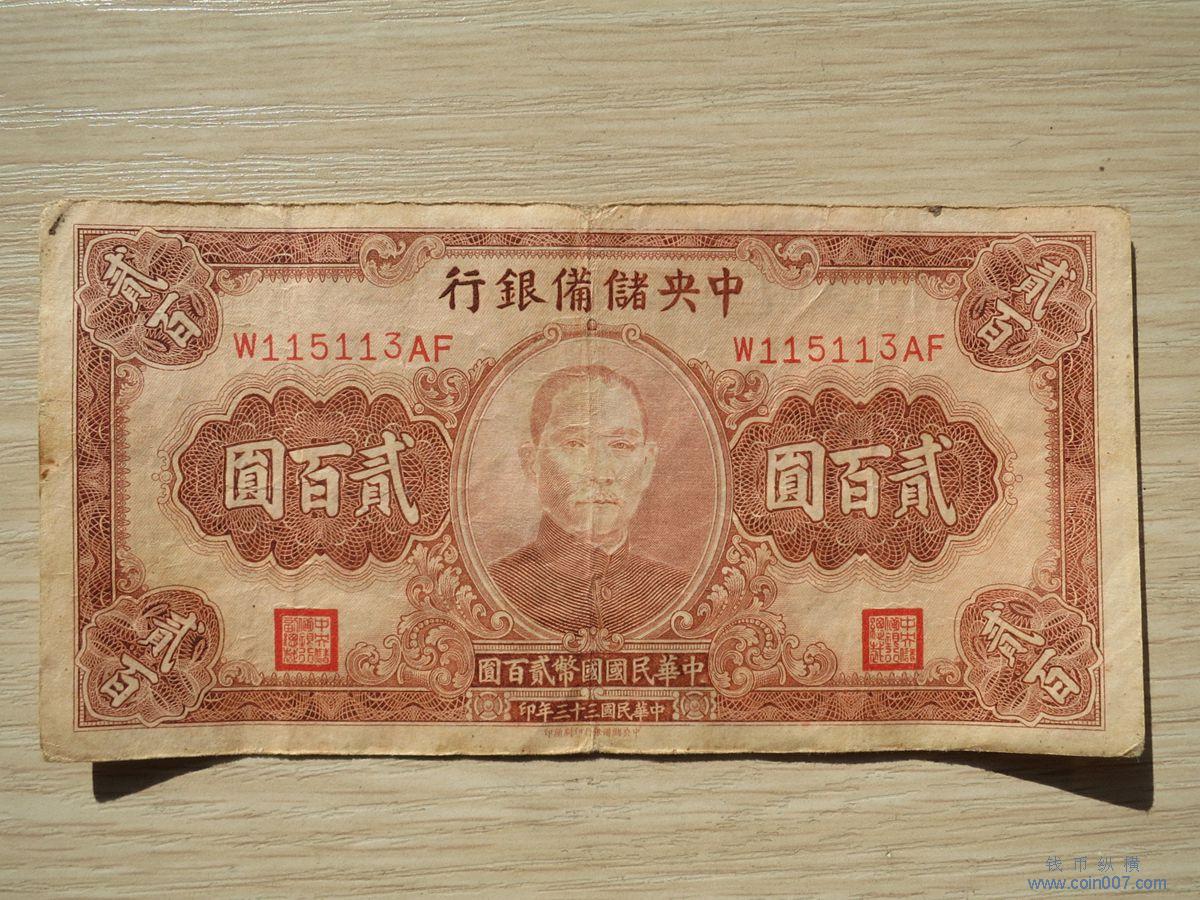 貳百
貳百
中央儲備銀行
W115113AF
W115113AF
貳百圓
貳百圓
貳百
貳百
中華民國國幣貳百圓
中華民國三十三年印
钱币纵横
www.coin007.com